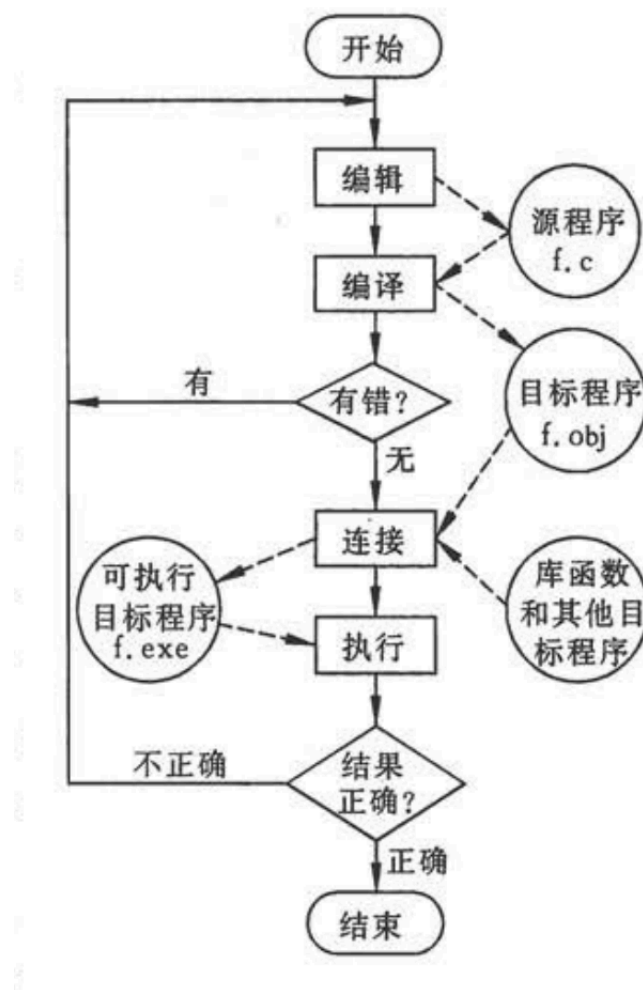 开始
编辑
源程序
f.c
编译
有
有错?
目标程序
f.obj
无
连接
可执行
目标程序
f.exe
库函数
和其他目
标程序
执行
不正确
结果
正确?
正确
结束